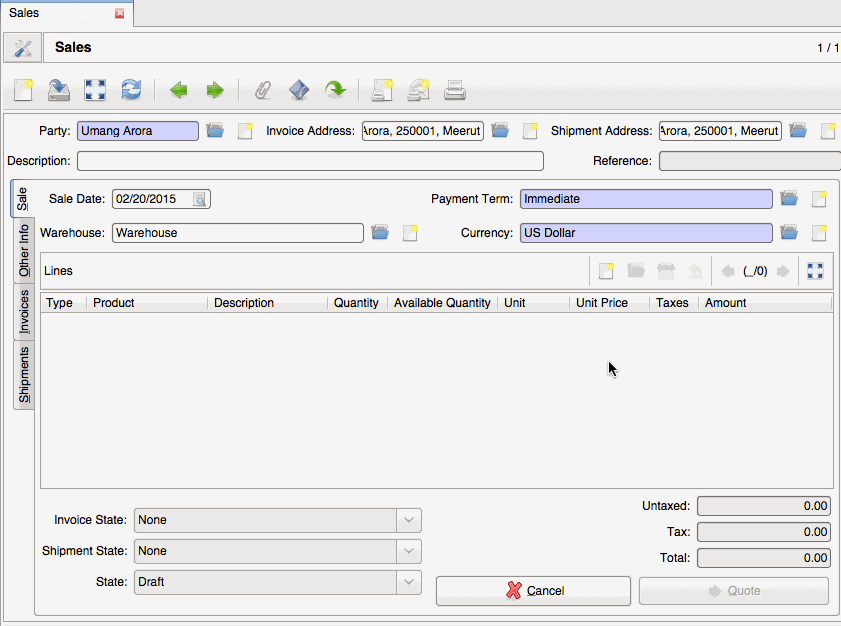 Sales
Sales 1 / 1
Party: Umang Arora Invoice Address: Arora, 250001, Meerut Shipment Address: Arora, 250001, Meerut
Description: Reference:
Sale
Other Info
Invoices
Shipments
Sale Date: 02/20/2015 Payment Term: Immediate
Warehouse: Warehouse Currency: US Dollar
Lines (_/0)
Type Product Description Quantity Available Quantity Unit Unit Price Taxes Amount
Untaxed: 0.00
Invoice State: None
Tax: 0.00
Shipment State: None
Total: 0.00
State: Draft
Cancel Quote